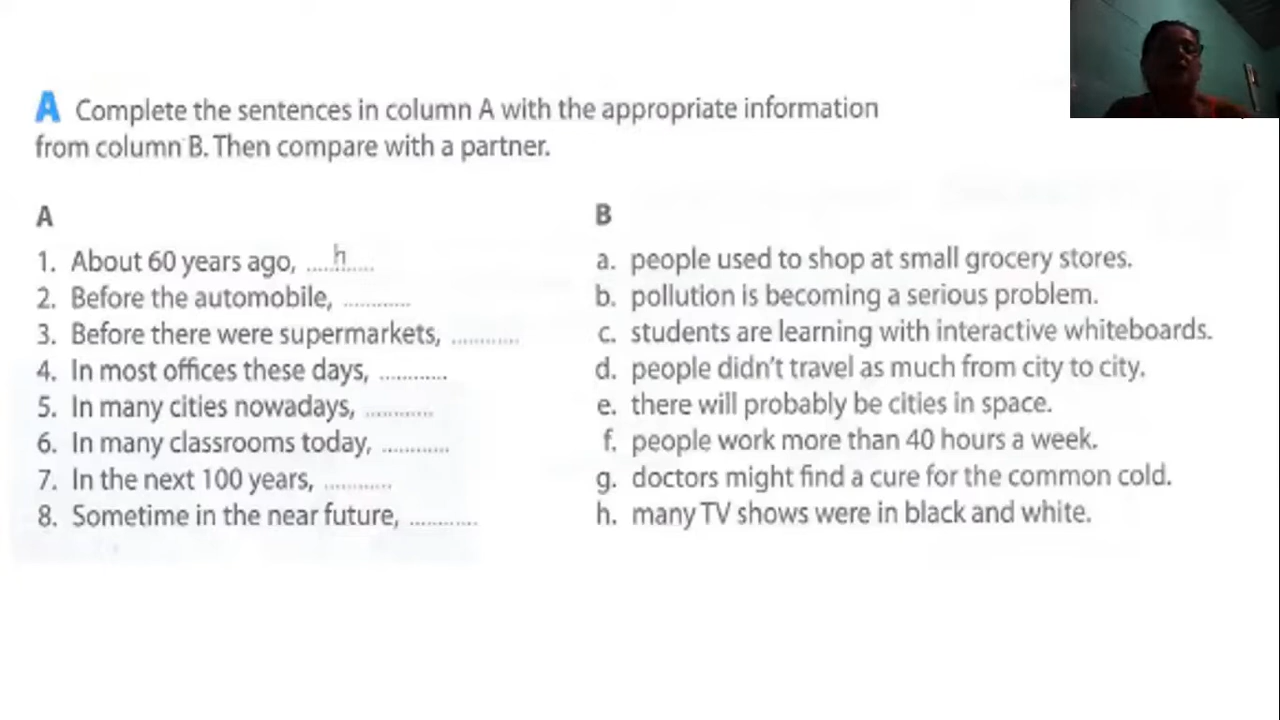 A Complete the sentences in column A with the appropriate information
from column B. Then compare with a partner.
A
1. About 60 years ago, ......h......
2. Before the automobile, ............
3. Before there were supermarkets, ............
4. In most offices these days, ............
5. In many cities nowadays, ............
6. In many classrooms today, ............
7. In the next 100 years, ............
8. Sometime in the near future, ............
B
a. people used to shop at small grocery stores.
b. pollution is becoming a serious problem.
c. students are learning with interactive whiteboards.
d. people didn't travel as much from city to city.
e. there will probably be cities in space.
f. people work more than 40 hours a week.
g. doctors might find a cure for the common cold.
h. many TV shows were in black and white.